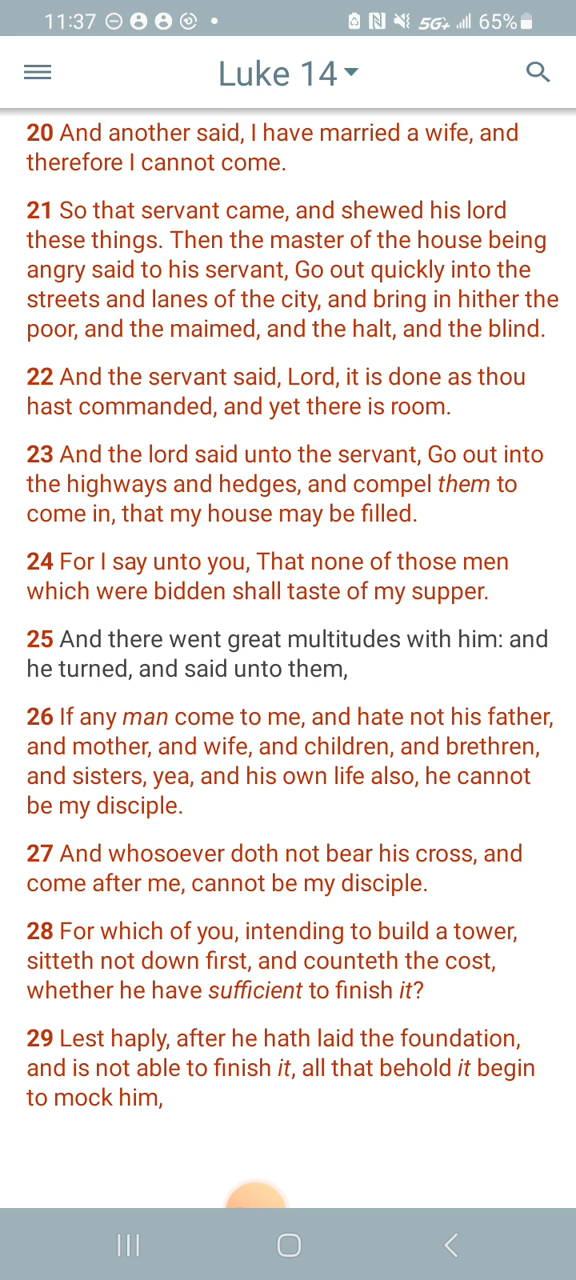 11:37
5G+ 65%
Luke 14
20 And another said, I have married a wife, and
therefore I cannot come.
21 So that servant came, and shewed his lord
these things. Then the master of the house being
angry said to his servant, Go out quickly into the
streets and lanes of the city, and bring in hither the
poor, and the maimed, and the halt, and the blind.
22 And the servant said, Lord, it is done as thou
hast commanded, and yet there is room.
23 And the lord said unto the servant, Go out into
the highways and hedges, and compel them to
come in, that my house may be filled.
24 For I say unto you, That none of those men
which were bidden shall taste of my supper.
25 And there went great multitudes with him: and
he turned, and said unto them,
26 If any man come to me, and hate not his father,
and mother, and wife, and children, and brethren,
and sisters, yea, and his own life also, he cannot
be my disciple.
27 And whosoever doth not bear his cross, and
come after me, cannot be my disciple.
28 For which of you, intending to build a tower,
sitteth not down first, and counteth the cost,
whether he have sufficient to finish it?
29 Lest haply, after he hath laid the foundation,
and is not able to finish it, all that behold it begin
to mock him,